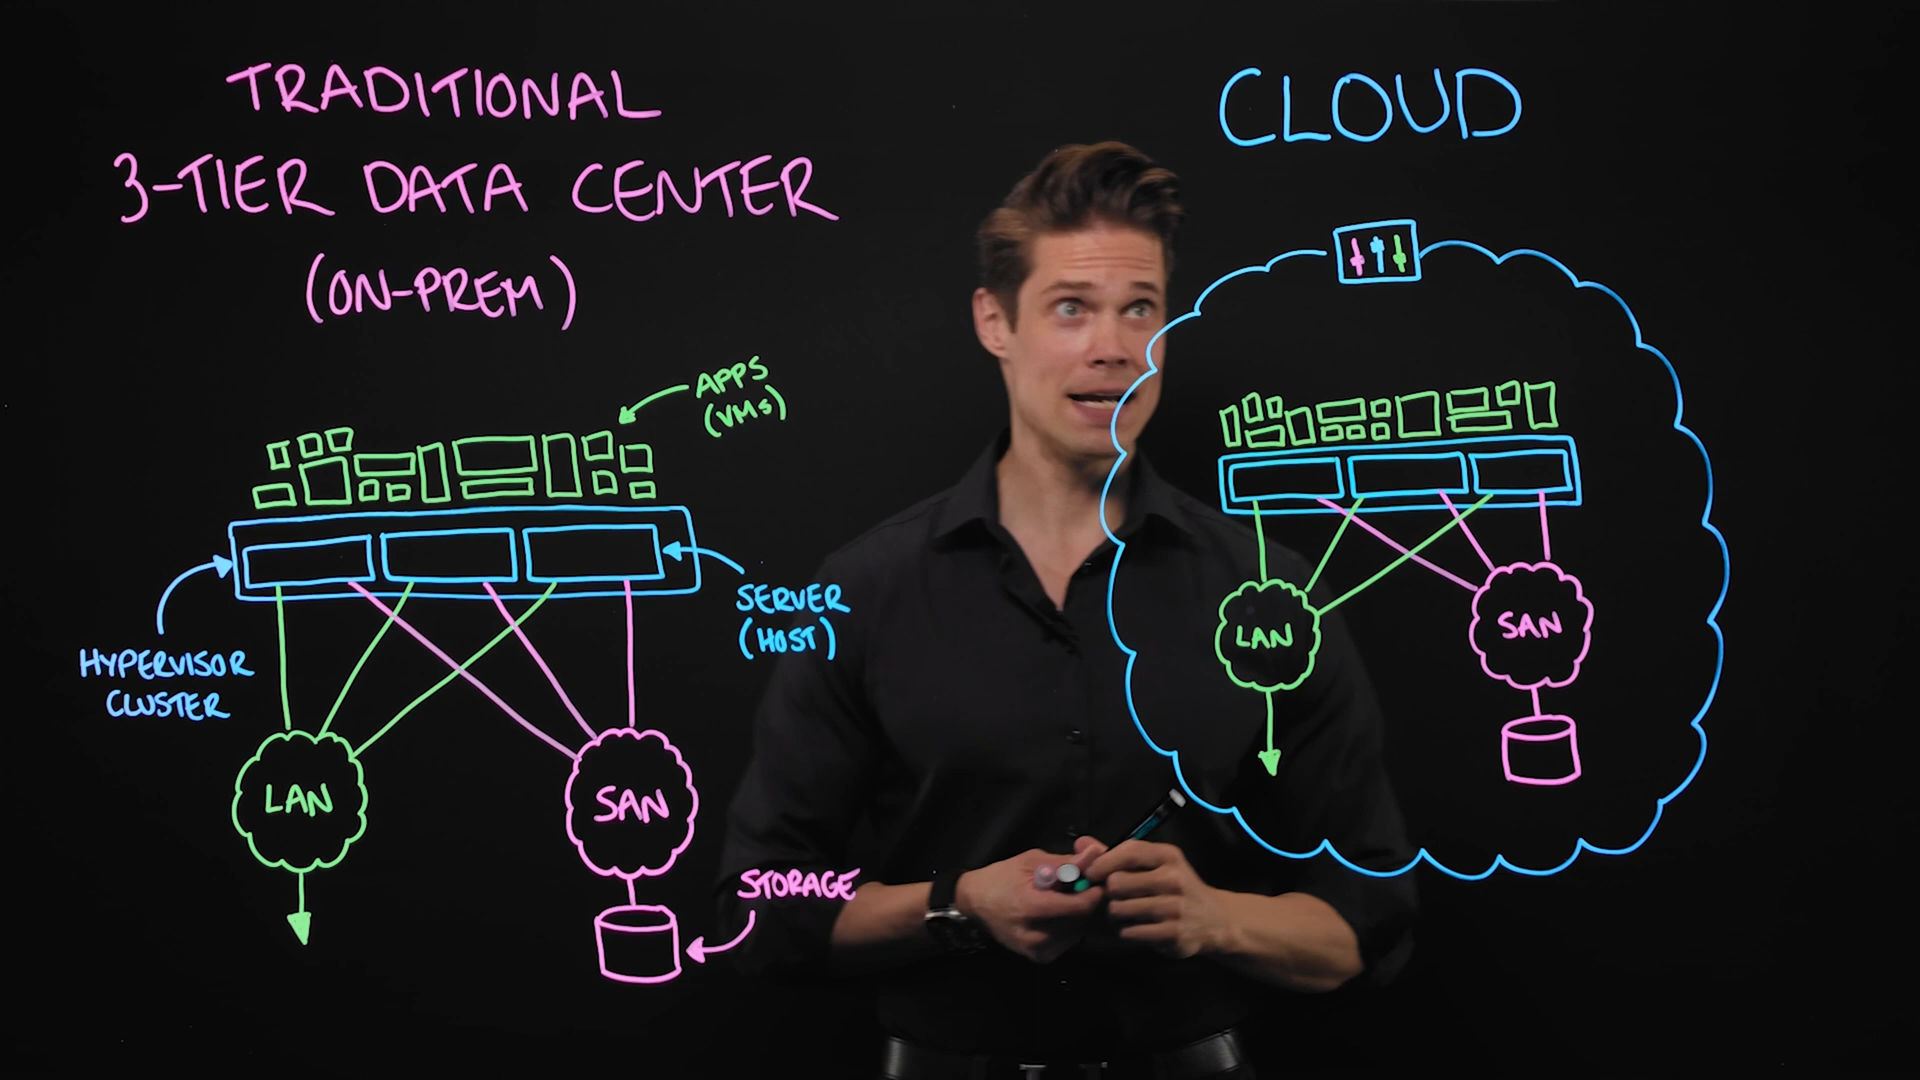 TRADITIONAL
3-TIER DATA CENTER
(ON-PREM)
APPS
(VMs)
SERVER
(HOST)
HYPERVISOR
CLUSTER
LAN
SAN
STORAGE
CLOUD
LAN
SAN